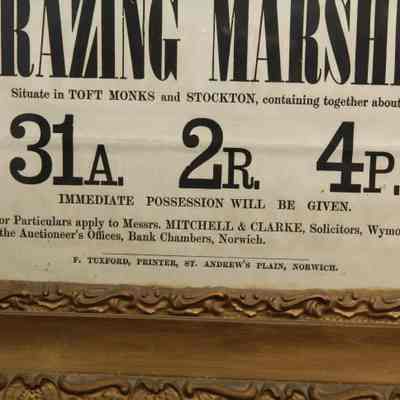 RAZING MARSHE
Situate in TOFT MONKS and STOCKTON, containing together about
31A. 2R. 4P.
IMMEDIATE POSSESSION WILL BE GIVEN.
or Particulars apply to Messrs. MITCHELL & CLARKE, Solicitors, Wymo
the Auctioneer's Offices, Bank Chambers, Norwich.
F. TUXFORD, PRINTER, ST. ANDREW'S PLAIN, NORWICH.